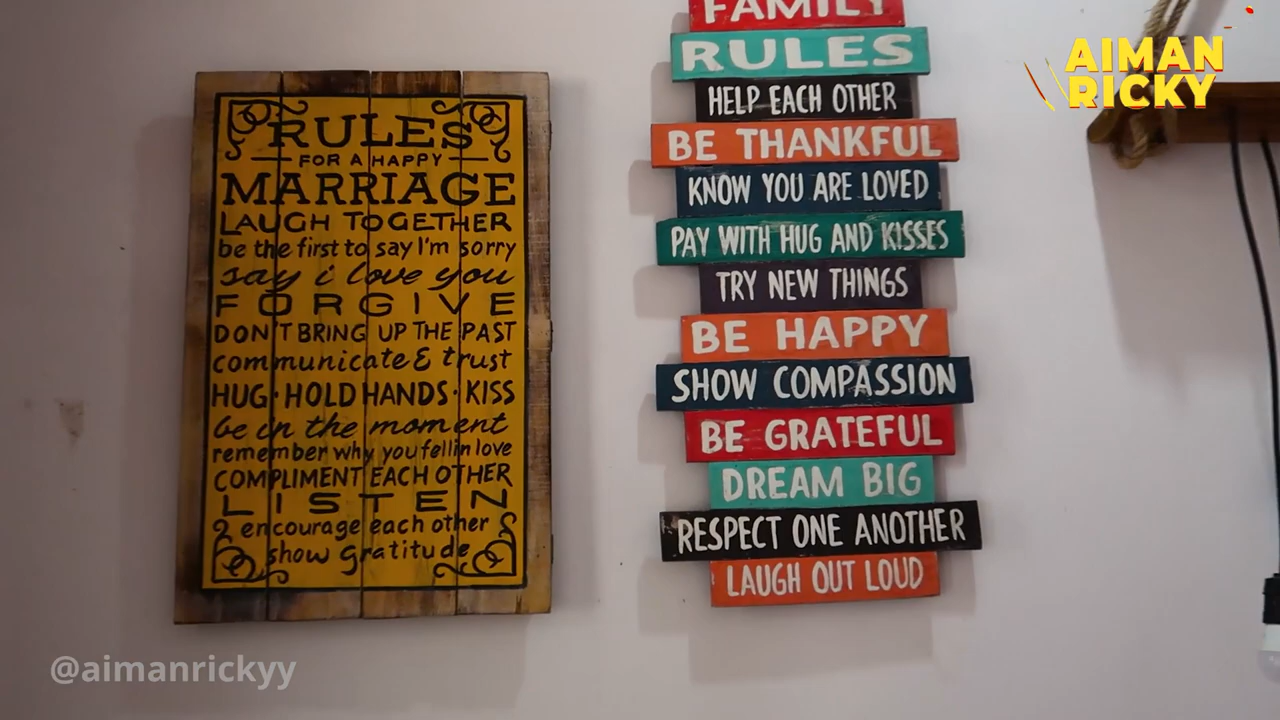 RULES
FOR A HAPPY
MARRIAGE
LAUGH TOGETHER
be the first to say I'm sorry
say i love you
FORGIVE
DON'T BRING UP THE PAST
communicate & trust
HUG · HOLD HANDS · KISS
be in the moment
remember why you fell in love
COMPLIMENT EACH OTHER
LISTEN
encourage each other
show gratitude
FAMILY
RULES
HELP EACH OTHER
BE THANKFUL
KNOW YOU ARE LOVED
PAY WITH HUG AND KISSES
TRY NEW THINGS
BE HAPPY
SHOW COMPASSION
BE GRATEFUL
DREAM BIG
RESPECT ONE ANOTHER
LAUGH OUT LOUD
AIMAN
RICKY
@aimanrickyy